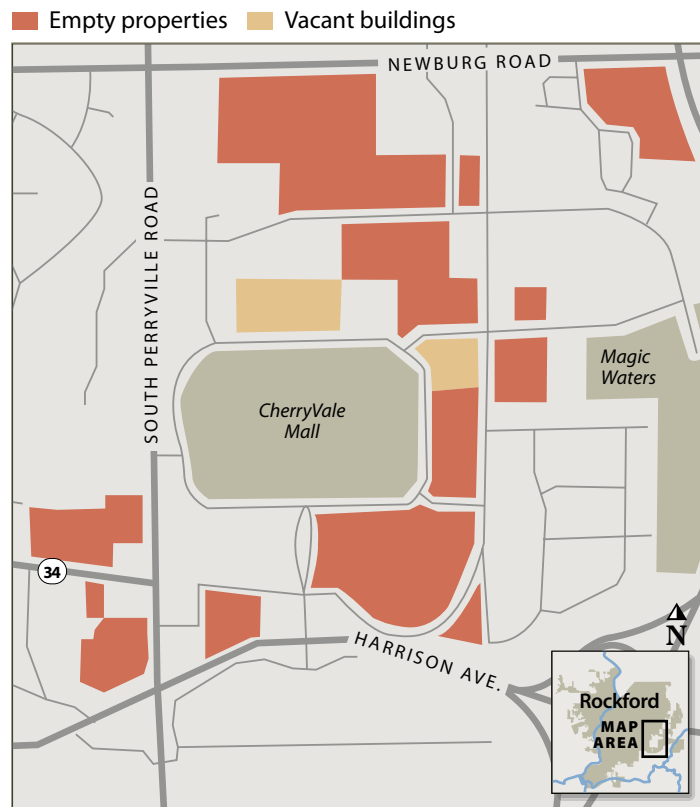 Empty properties
Vacant buildings
NEWBURG ROAD
SOUTH PERRYVILLE ROAD
Magic
Waters
CherryVale
Mall
34
HARRISON AVE.
N
Rockford
MAP
AREA